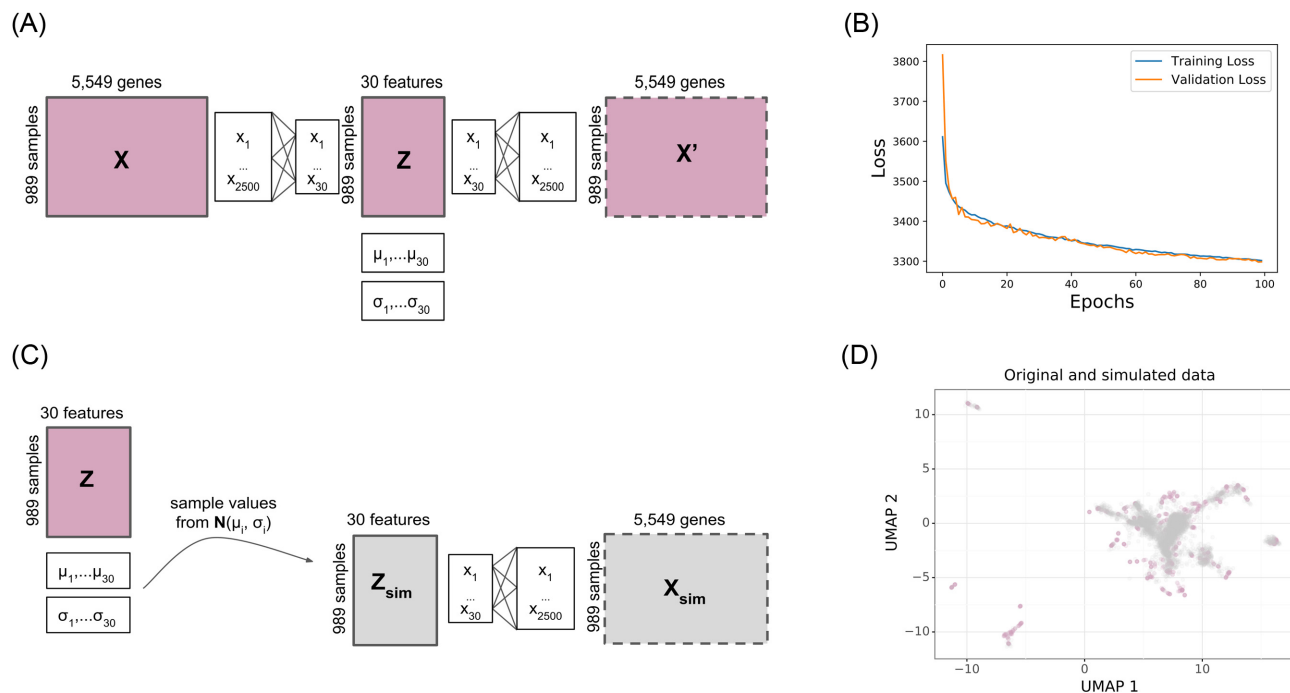 (A)
5,549 genes
989 samples
X
x1
...
x2500
x1
...
x30
30 features
989 samples
Z
μ1,...μ30
σ1,...σ30
x1
...
x30
x1
...
x2500
5,549 genes
989 samples
X’
(B)
Training Loss
Validation Loss
3800
3700
3600
3500
3400
3300
Loss
0 20 40 60 80 100
Epochs
(C)
30 features
989 samples
Z
μ1,...μ30
σ1,...σ30
sample values
from N(μi, σi)
30 features
989 samples
Zsim
x1
...
x30
x1
...
x2500
5,549 genes
989 samples
Xsim
(D)
Original and simulated data
10
5
0
−5
−10
UMAP 2
−10 0 10
UMAP 1